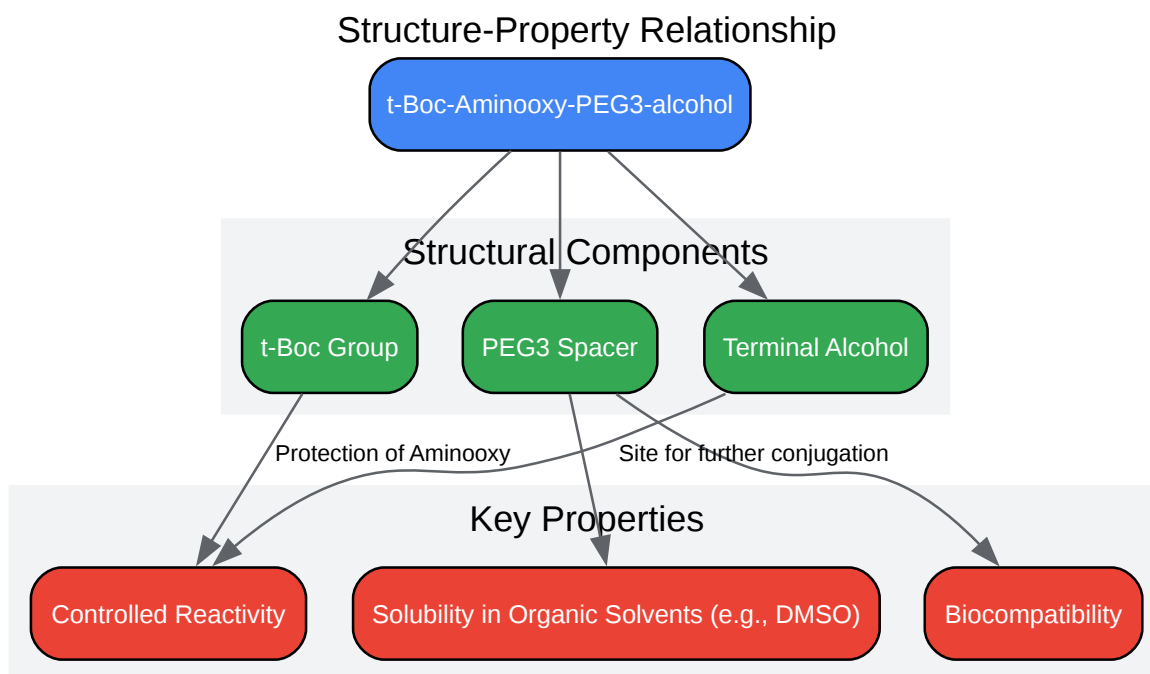 Structure-Property Relationship
t-Boc-Aminooxy-PEG3-alcohol
Structural Components
t-Boc Group
PEG3 Spacer
Terminal Alcohol
Protection of Aminooxy
Site for further conjugation
Key Properties
Controlled Reactivity
Solubility in Organic Solvents (e.g., DMSO)
Biocompatibility